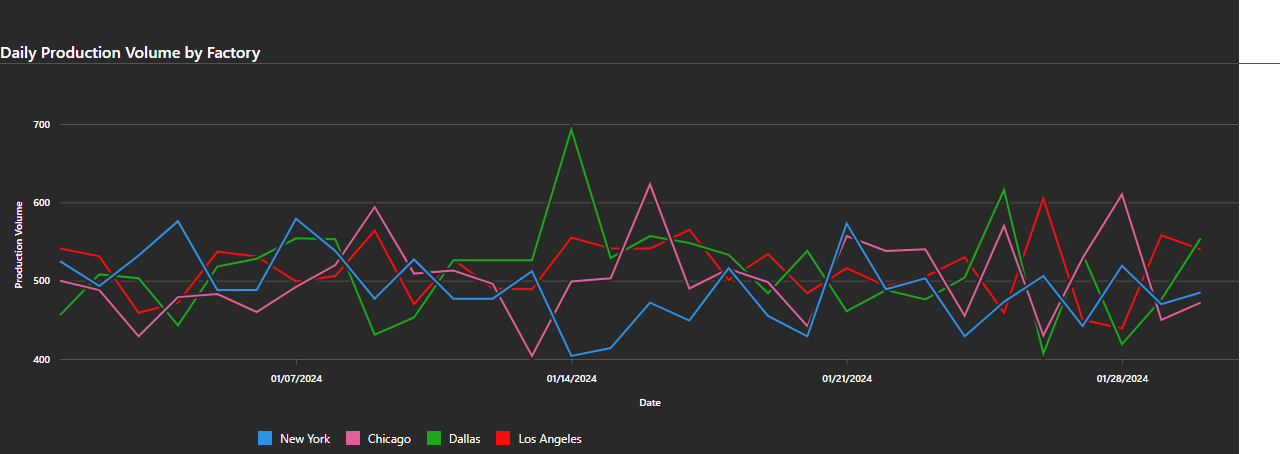 Daily Production Volume by Factory
700
600
500
400
Production Volume
01/07/2024 01/14/2024 01/21/2024 01/28/2024
Date
New York Chicago Dallas Los Angeles